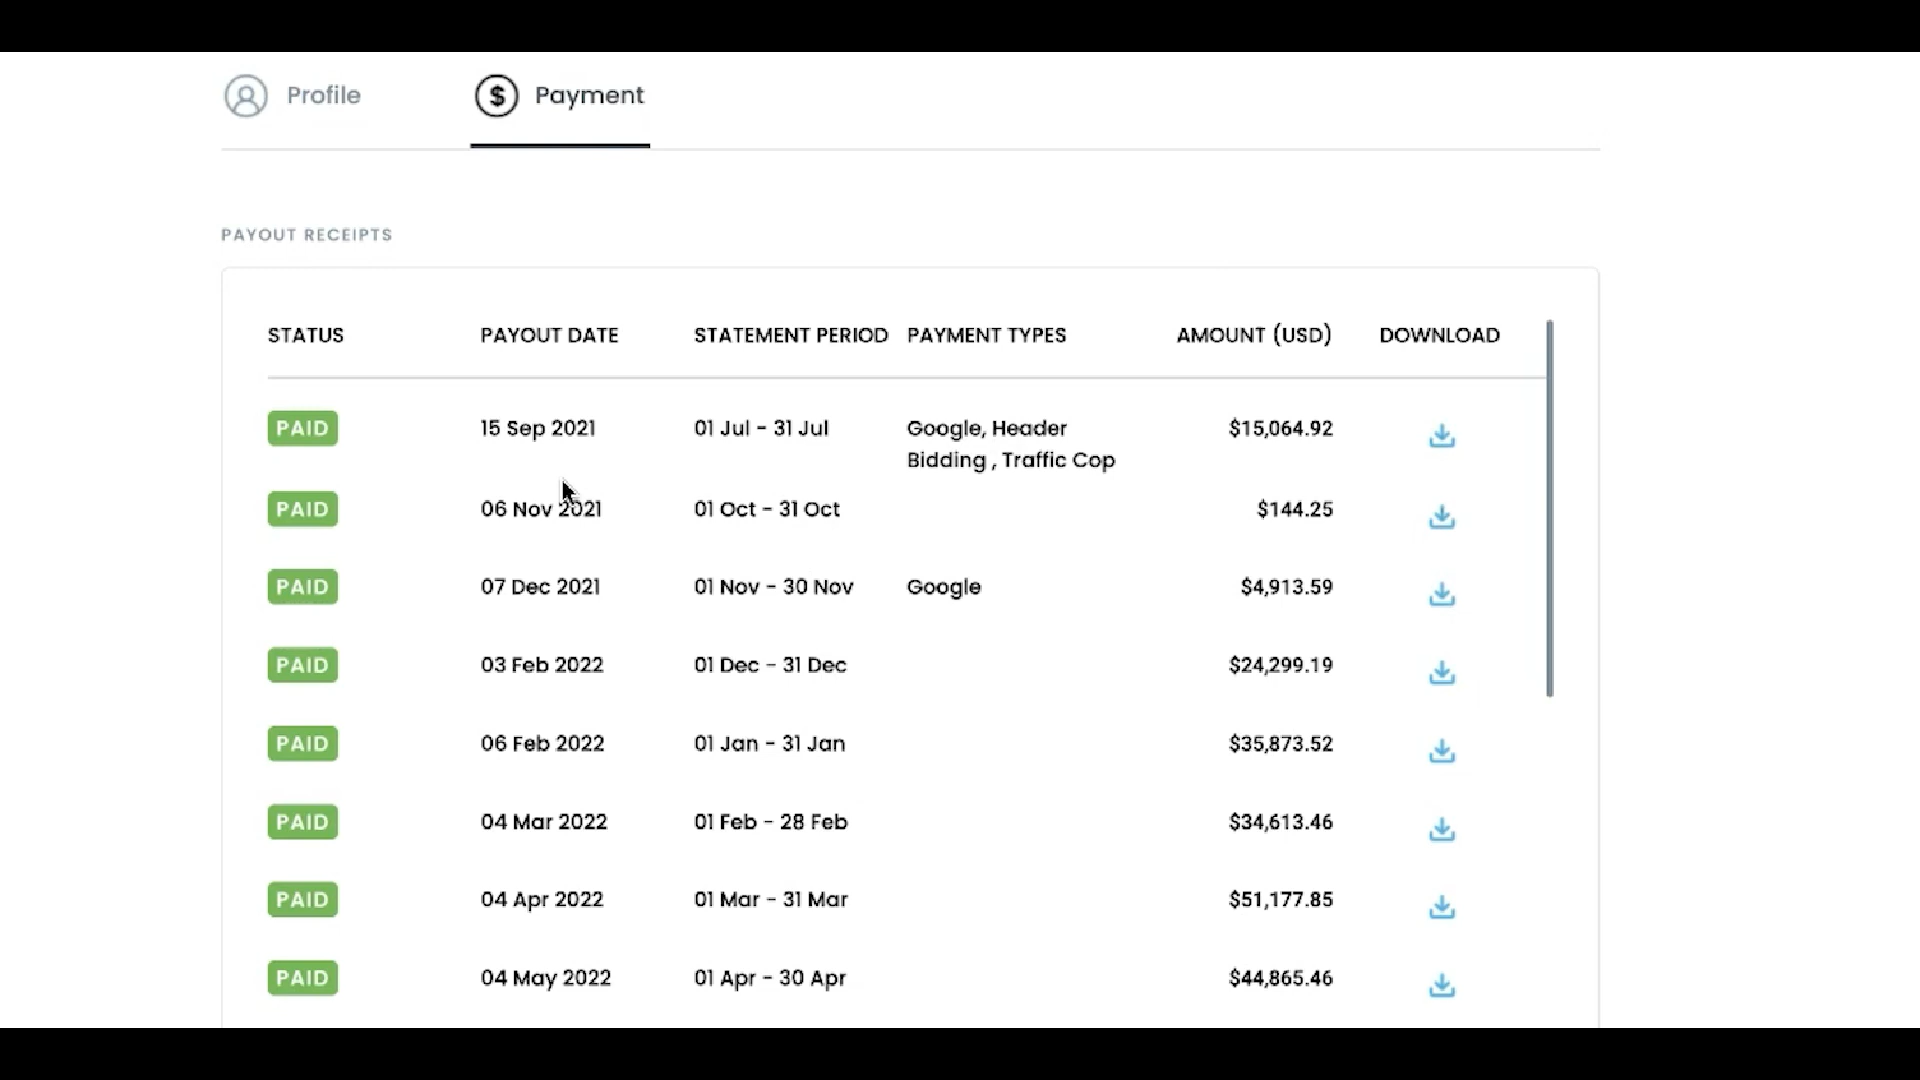 Profile
$ Payment
PAYOUT RECEIPTS
STATUS PAYOUT DATE STATEMENT PERIOD PAYMENT TYPES AMOUNT (USD) DOWNLOAD
PAID 15 Sep 2021 01 Jul - 31 Jul Google, Header $15,064.92
Bidding , Traffic Cop
PAID 06 Nov 2021 01 Oct - 31 Oct $144.25
PAID 07 Dec 2021 01 Nov - 30 Nov Google $4,913.59
PAID 03 Feb 2022 01 Dec - 31 Dec $24,299.19
PAID 06 Feb 2022 01 Jan - 31 Jan $35,873.52
PAID 04 Mar 2022 01 Feb - 28 Feb $34,613.46
PAID 04 Apr 2022 01 Mar - 31 Mar $51,177.85
PAID 04 May 2022 01 Apr - 30 Apr $44,865.46